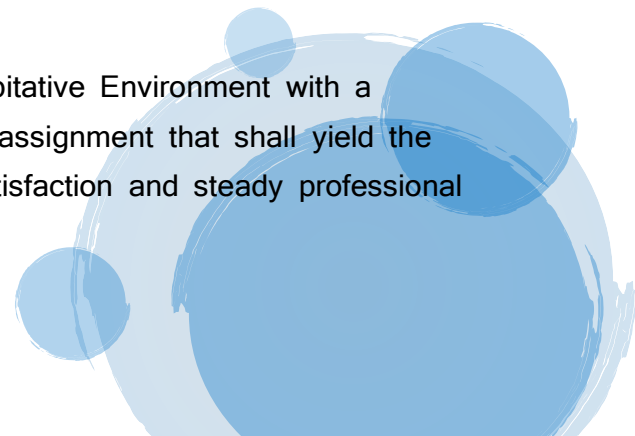 pitative Environment with a
assignment that shall yield the
tisfaction and steady professional